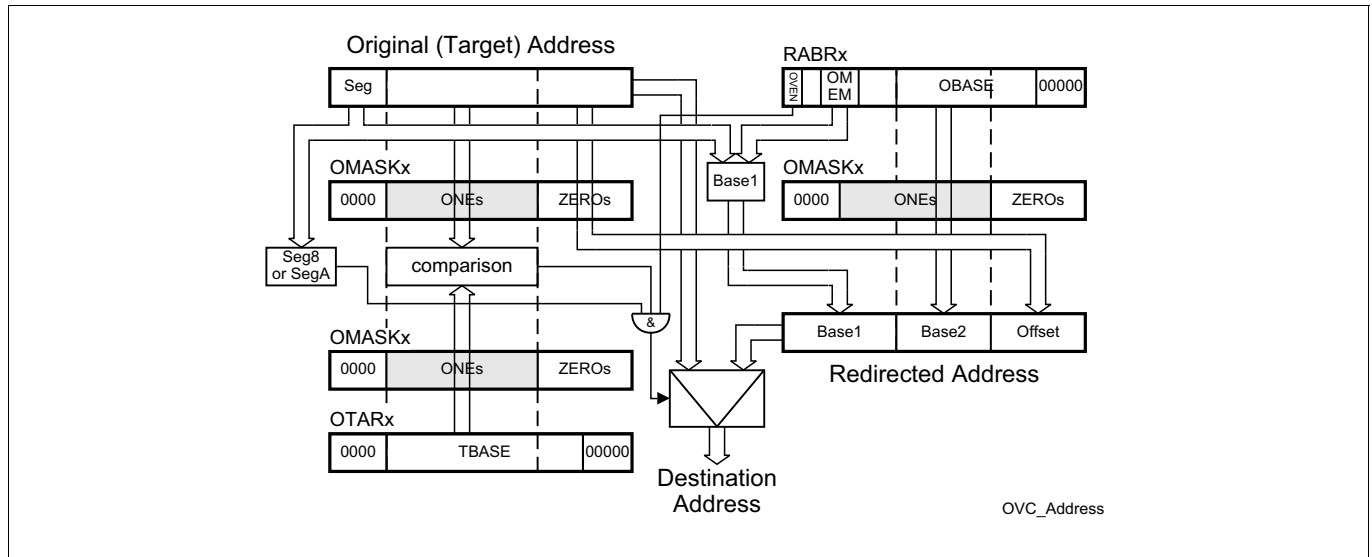 Original (Target) Address
RABRx
Seg
OVEN
OM
EM
OBASE
00000
OMASKx
OMASKx
Base1
0000
ONEs
ZEROs
0000
ONEs
ZEROs
Seg8
or SegA
comparison
&
Base1
Base2
Offset
OMASKx
0000
ONEs
ZEROs
Redirected Address
OTARx
0000
TBASE
00000
Destination
Address
OVC_Address